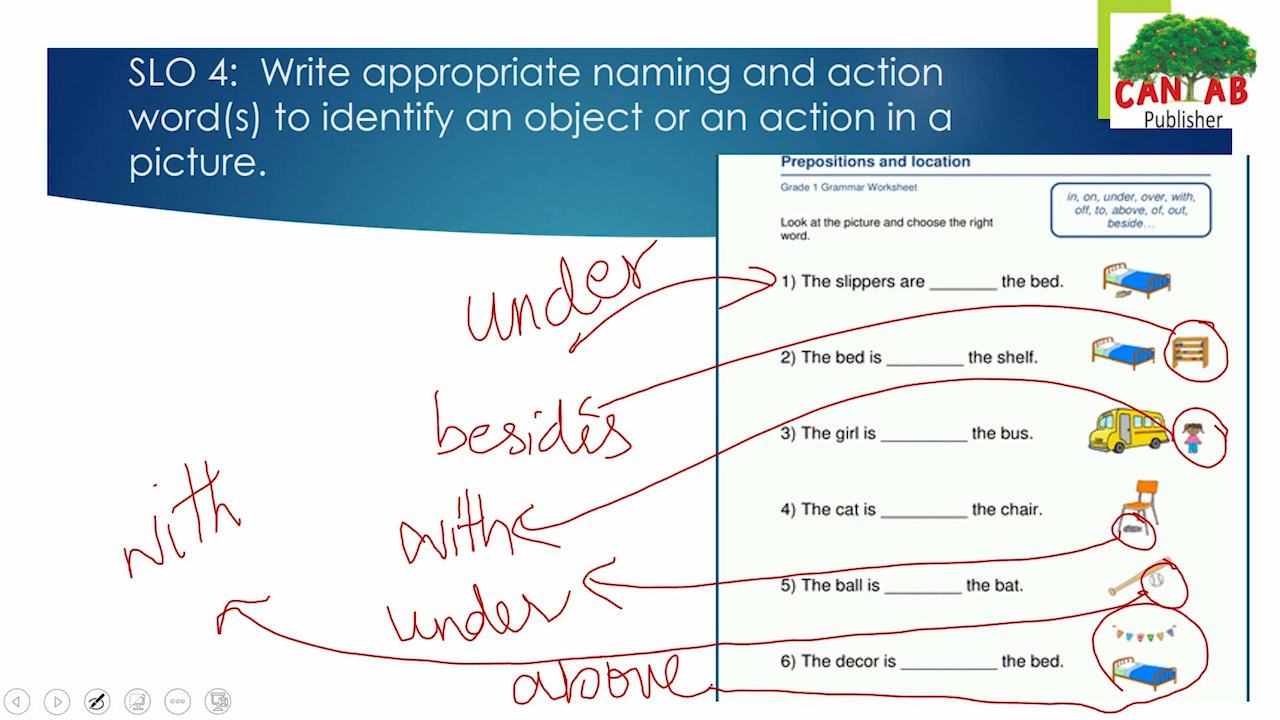 SLO 4: Write appropriate naming and action
word(s) to identify an object or an action in a
picture.
CANTAB
Publisher
Prepositions and location
Grade 1 Grammar Worksheet
in, on, under, over, with,
off, to, above, of, out,
beside…
Look at the picture and choose the right
word.
1) The slippers are ________ the bed.
2) The bed is _________ the shelf.
3) The girl is __________ the bus.
4) The cat is __________ the chair.
5) The ball is _________ the bat.
6) The decor is ___________ the bed.
under
besides
with
with
under
above